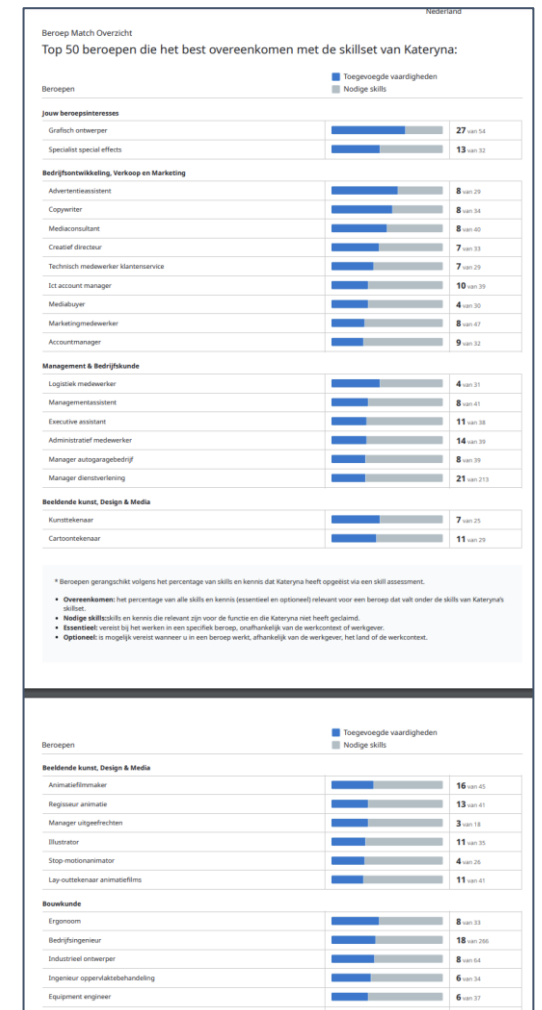 Nederland
Beroep Match Overzicht
Top 50 beroepen die het best overeenkomen met de skillset van Kateryna:
Toegevoegde vaardigheden
Beroepen Nodige skills
Jouw beroepsinteresses
Grafisch ontwerper 27 van 54
Specialist special effects 13 van 32
Bedrijfsontwikkeling, Verkoop en Marketing
Advertentieassistent 8 van 29
Copywriter 8 van 34
Mediaconsultant 8 van 40
Creatief directeur 7 van 33
Technisch medewerker klantenservice 7 van 29
Ict account manager 10 van 39
Mediabuyer 4 van 30
Marketingmedewerker 8 van 47
Accountmanager 9 van 32
Management & Bedrijfskunde
Logistiek medewerker 4 van 31
Managementassistent 8 van 41
Executive assistant 11 van 38
Administratief medewerker 14 van 39
Manager autogaragebedrijf 8 van 39
Manager dienstverlening 21 van 213
Beeldende kunst, Design & Media
Kunsttekenaar 7 van 25
Cartoontekenaar 11 van 29
* Beroepen gerangschikt volgens het percentage van skills en kennis dat Kateryna heeft opgeëist via een skill assessment.
• Overeenkomen: het percentage van alle skills en kennis (essentieel en optioneel) relevant voor een beroep dat valt onder de skills van Kateryna's
skillset.
• Nodige skills:skills en kennis die relevant zijn voor de functie en die Kateryna niet heeft geclaimd.
• Essentieel: vereist bij het werken in een specifiek beroep, onafhankelijk van de werkcontext of werkgever.
• Optioneel: is mogelijk vereist wanneer u in een beroep werkt, afhankelijk van de werkgever, het land of de werkcontext.
Toegevoegde vaardigheden
Beroepen Nodige skills
Beeldende kunst, Design & Media
Animatiefilmmaker 16 van 45
Regisseur animatie 13 van 41
Manager uitgeefrechten 3 van 18
Illustrator 11 van 35
Stop-motionanimator 4 van 26
Lay-outtekenaar animatiefilms 11 van 41
Bouwkunde
Ergonoom 8 van 33
Bedrijfsingenieur 18 van 266
Industrieel ontwerper 8 van 64
Ingenieur oppervlaktebehandeling 6 van 34
Equipment engineer 6 van 37